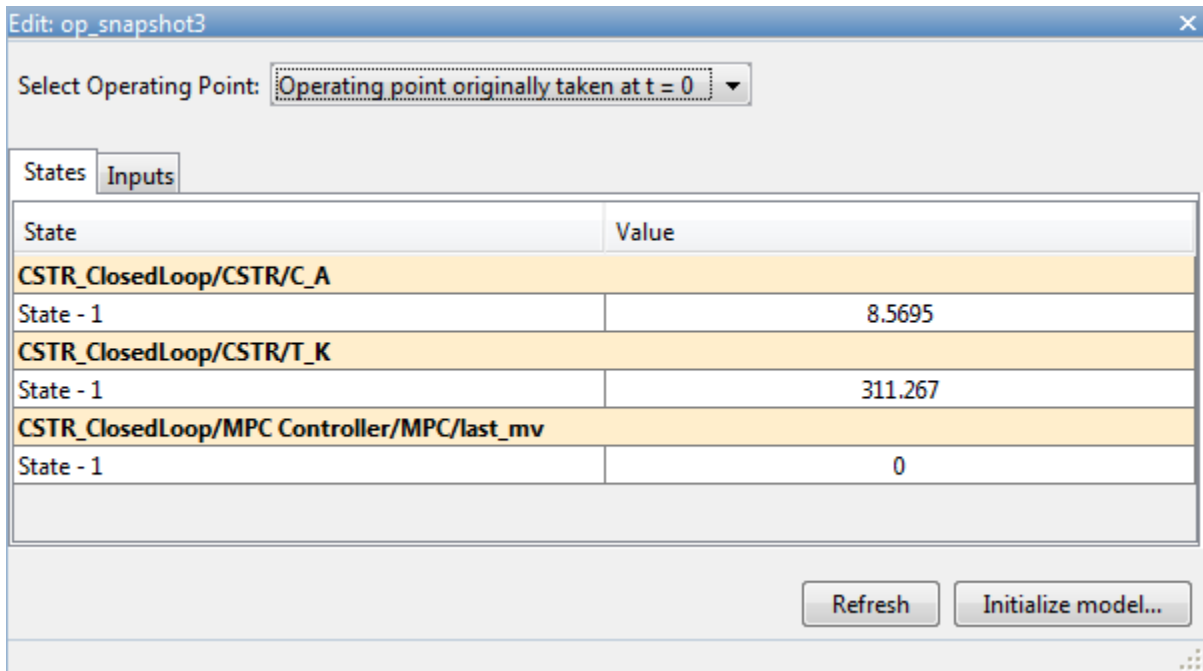 Edit: op_snapshot3
Select Operating Point: Operating point originally taken at t = 0
States Inputs
State Value
CSTR_ClosedLoop/CSTR/C_A
State - 1 8.5695
CSTR_ClosedLoop/CSTR/T_K
State - 1 311.267
CSTR_ClosedLoop/MPC Controller/MPC/last_mv
State - 1 0
Refresh Initialize model...